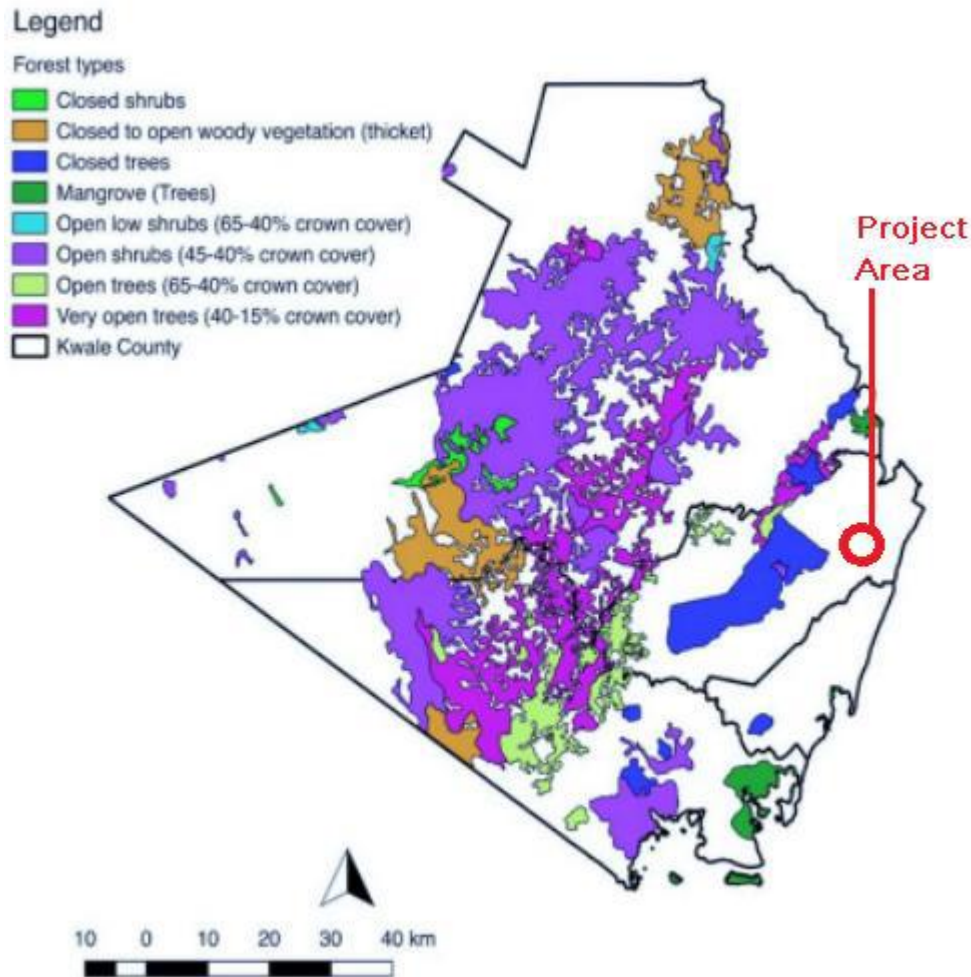 Legend
Forest types
Closed shrubs
Closed to open woody vegetation (thicket)
Closed trees
Mangrove (Trees)
Open low shrubs (65-40% crown cover)
Open shrubs (45-40% crown cover)
Open trees (65-40% crown cover)
Very open trees (40-15% crown cover)
Kwale County
Project
Area
10 0 10 20 30 40 km